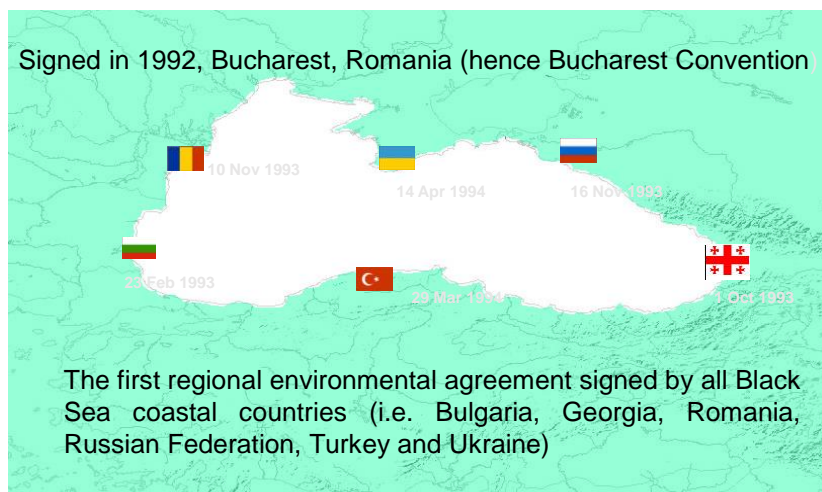 Signed in 1992, Bucharest, Romania (hence Bucharest Convention)
10 Nov 1993
14 Apr 1994
16 Nov 1993
23 Feb 1993
29 Mar 1994
1 Oct 1993
The first regional environmental agreement signed by all Black
Sea coastal countries (i.e. Bulgaria, Georgia, Romania,
Russian Federation, Turkey and Ukraine)